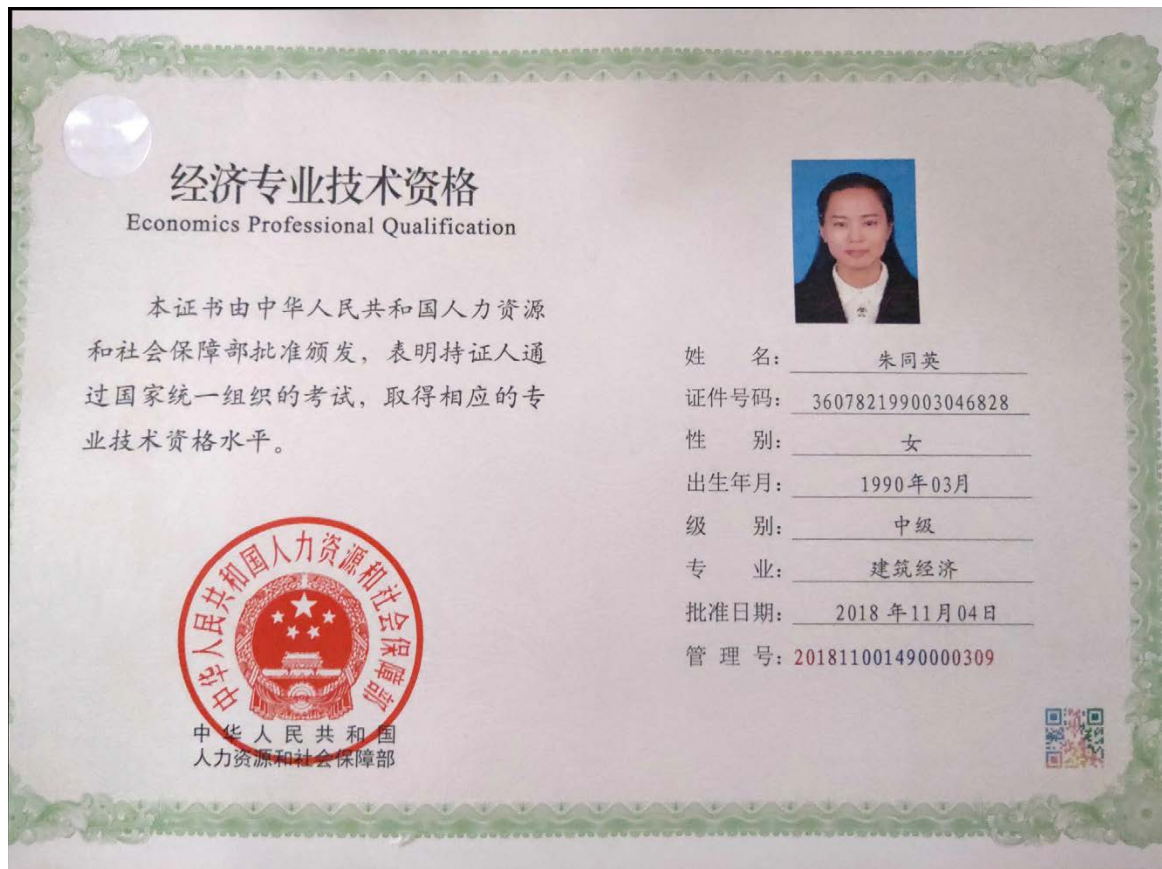 经济专业技术资格
Economics Professional Qualification
本证书由中华人民共和国人力资源
和社会保障部批准颁发，表明持证人通
过国家统一组织的考试，取得相应的专
业技术资格水平。
中华人民共和国人力资源和社会保障部
中华人民共和国
人力资源和社会保障部
姓 名：朱同英
证件号码：360782199003046828
性 别：女
出生年月：1990年03月
级 别：中级
专 业：建筑经济
批准日期：2018年11月04日
管 理 号：201811001490000309